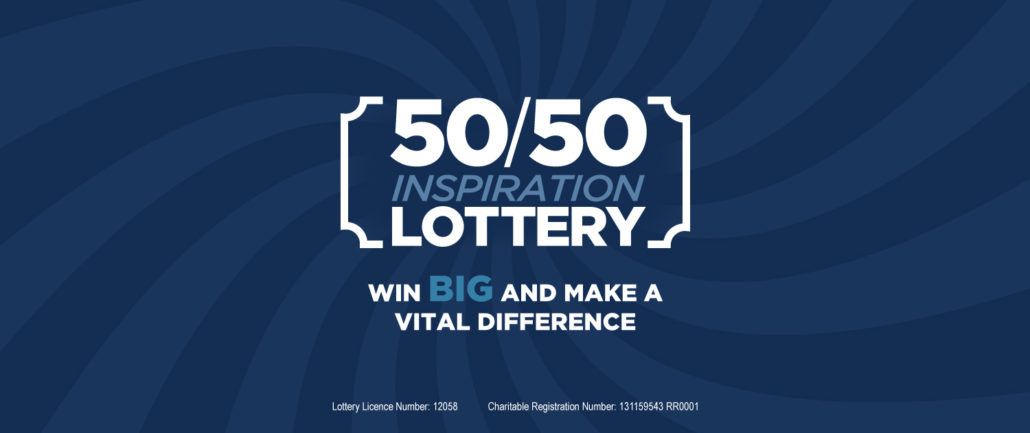 50/50
INSPIRATION
LOTTERY
WIN BIG AND MAKE A
VITAL DIFFERENCE
Lottery Licence Number: 12058 Charitable Registration Number: 131159543 RR0001